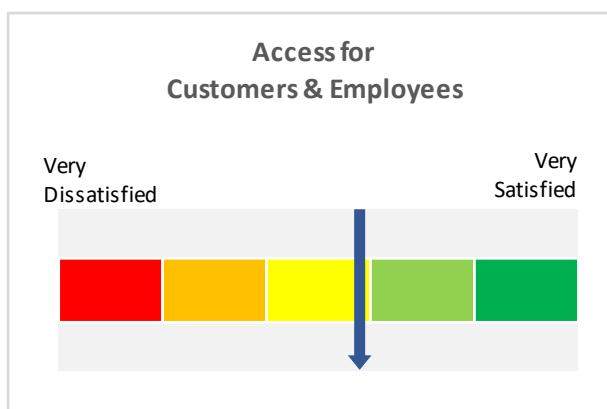 Access for
Customers & Employees
Very
Dissatisfied
Very
Satisfied